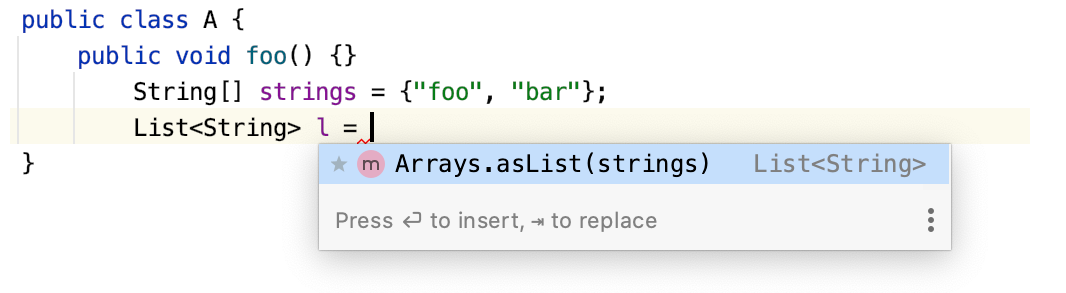 public class A {
public void foo() {}
String[] strings = {"foo", "bar"};
List<String> l =
}
m Arrays.asList(strings) List<String>
Press ↵ to insert, ⇥ to replace